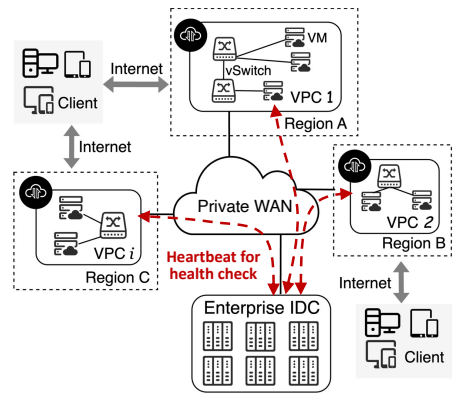 VM
Internet
vSwitch
Client
VPC 1
Region A
Internet
Private WAN
VPC 2
Region B
VPC i
Region C
Heartbeat for
health check
Internet
Enterprise IDC
Client